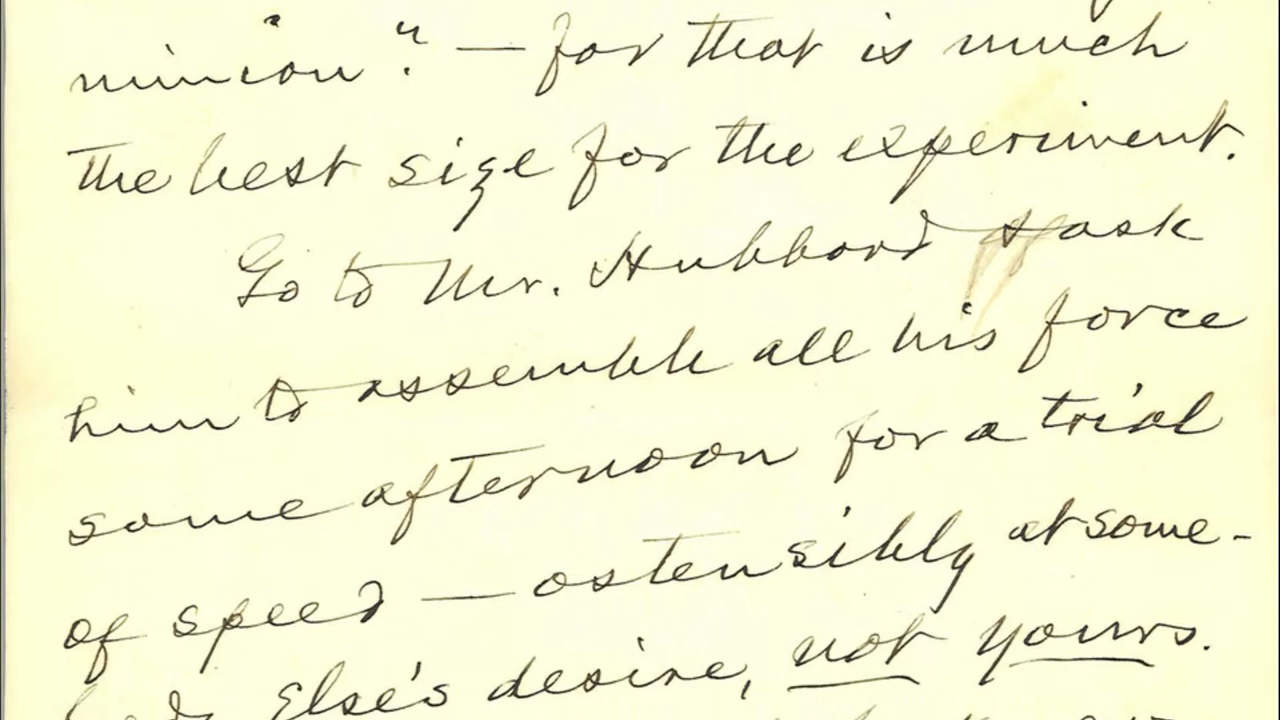 minion". — for that is much
the best size for the experiment.
Go to Mr. Hubbard & ask
him to assemble all his force
some afternoon for a trial
of speed — ostensibly at some-
body Else's desire, not yours.